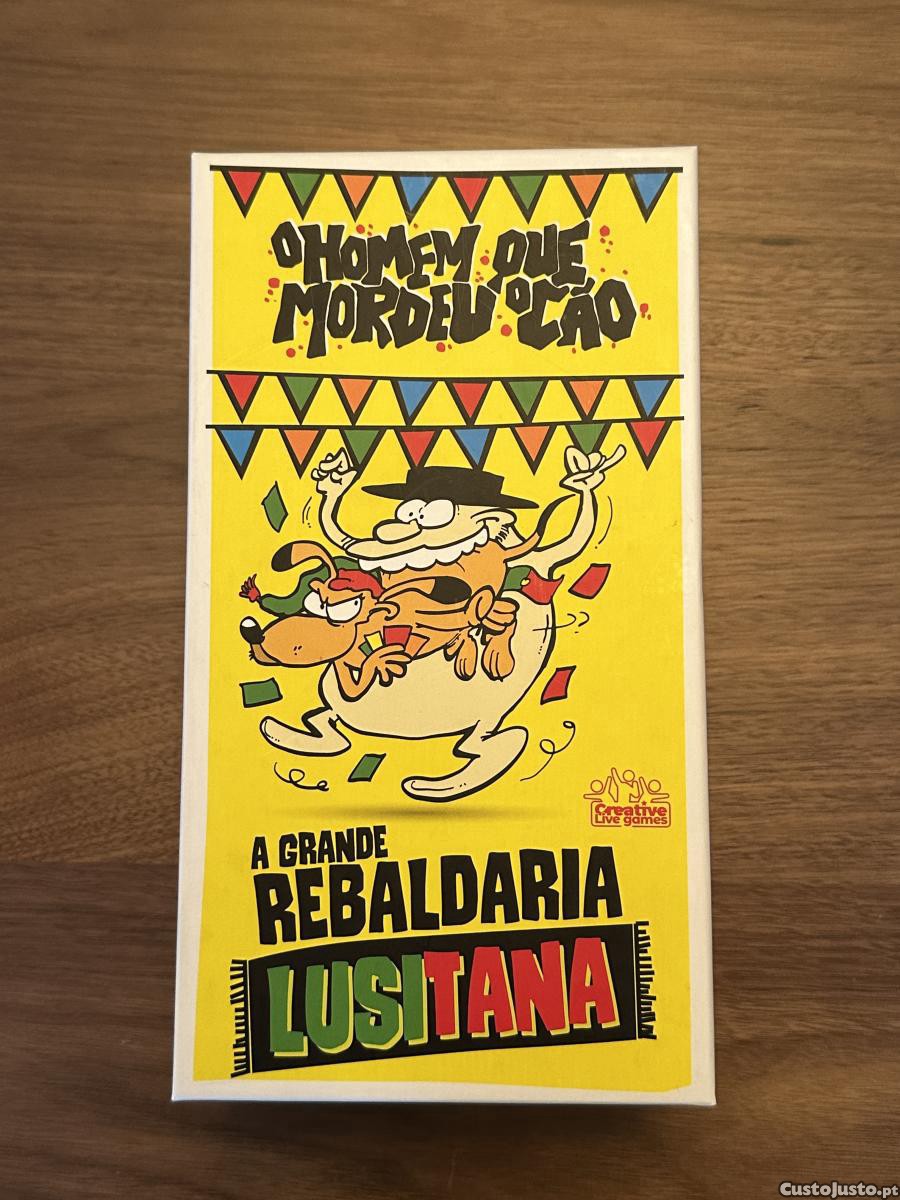 O HOMEM QUE
MORDEU O CÃO
Creative
Live games
A GRANDE
REBALDARIA
LUSITANA
CustoJusto.pt